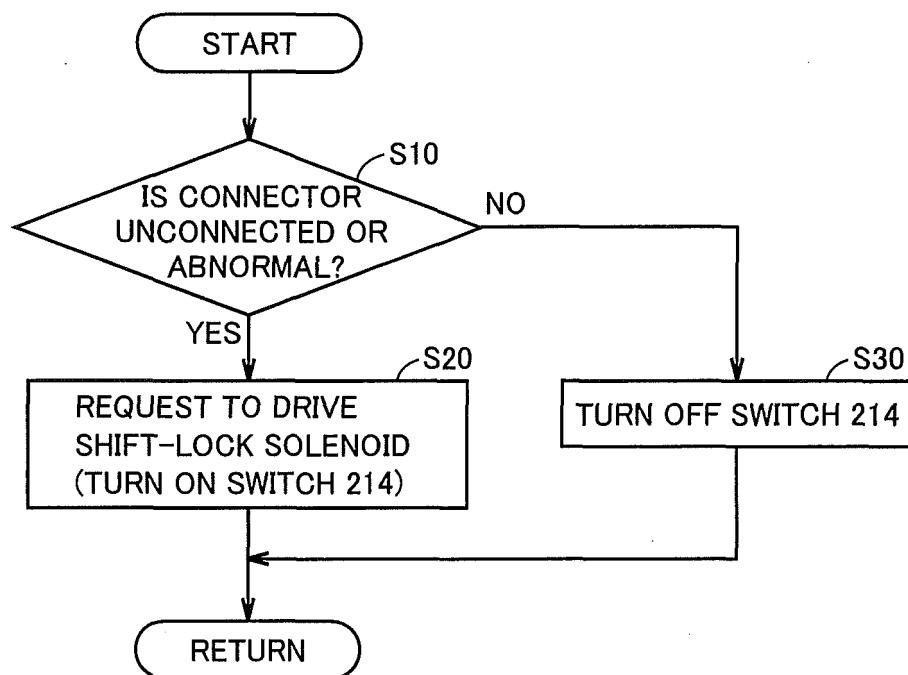 START
S10
IS CONNECTOR
UNCONNECTED OR
ABNORMAL?
NO
YES
S20
REQUEST TO DRIVE
SHIFT-LOCK SOLENOID
(TURN ON SWITCH 214)
S30
TURN OFF SWITCH 214
RETURN